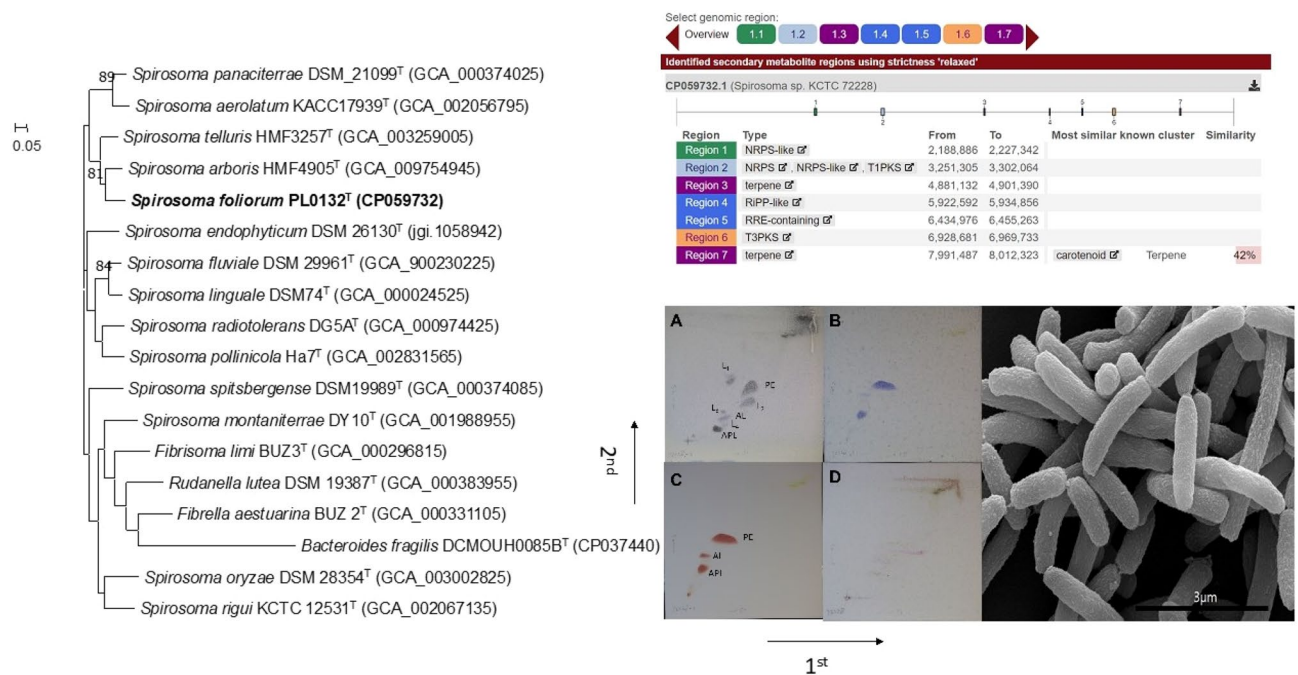 89
Spirosoma panaciterrae DSM_21099ᵀ (GCA_000374025)
Spirosoma aerolatum KACC17939ᵀ (GCA_002056795)
Spirosoma telluris HMF3257ᵀ (GCA_003259005)
0.05
Spirosoma arboris HMF4905ᵀ (GCA_009754945)
81
Spirosoma foliorum PL0132ᵀ (CP059732)
Spirosoma endophyticum DSM 26130ᵀ (jgi.1058942)
84
Spirosoma fluviale DSM 29961ᵀ (GCA_900230225)
Spirosoma linguale DSM74ᵀ (GCA_000024525)
Spirosoma radiotolerans DG5Aᵀ (GCA_000974425)
Spirosoma pollinicola Ha7ᵀ (GCA_002831565)
Spirosoma spitsbergense DSM19989ᵀ (GCA_000374085)
Spirosoma montaniterrae DY10ᵀ (GCA_001988955)
Fibrisoma limi BUZ3ᵀ (GCA_000296815)
Rudanella lutea DSM 19387ᵀ (GCA_000383955)
Fibrella aestuarina BUZ 2ᵀ (GCA_000331105)
Bacteroides fragilis DCMOUH0085Bᵀ (CP037440)
Spirosoma oryzae DSM 28354ᵀ (GCA_003002825)
Spirosoma rigui KCTC 12531ᵀ (GCA_002067135)
Select genomic region:
Overview 1.1 1.2 1.3 1.4 1.5 1.6 1.7
Identified secondary metabolite regions using strictness 'relaxed'
CP059732.1 (Spirosoma sp. KCTC 72228)
1 3 5 7
2 4 6
Region Type From To Most similar known cluster Similarity
Region 1 NRPS-like 2,188,886 2,227,342
Region 2 NRPS , NRPS-like , T1PKS 3,251,305 3,302,064
Region 3 terpene 4,881,132 4,901,390
Region 4 RiPP-like 5,922,592 5,934,856
Region 5 RRE-containing 6,434,976 6,455,263
Region 6 T3PKS 6,928,681 6,969,733
Region 7 terpene 7,991,487 8,012,323 carotenoid Terpene 42%
A
L₁
PE
L₃
L₂
AL
APL
B
C
PE
AL
APL
D
3µm
2ⁿᵈ
1ˢᵗ